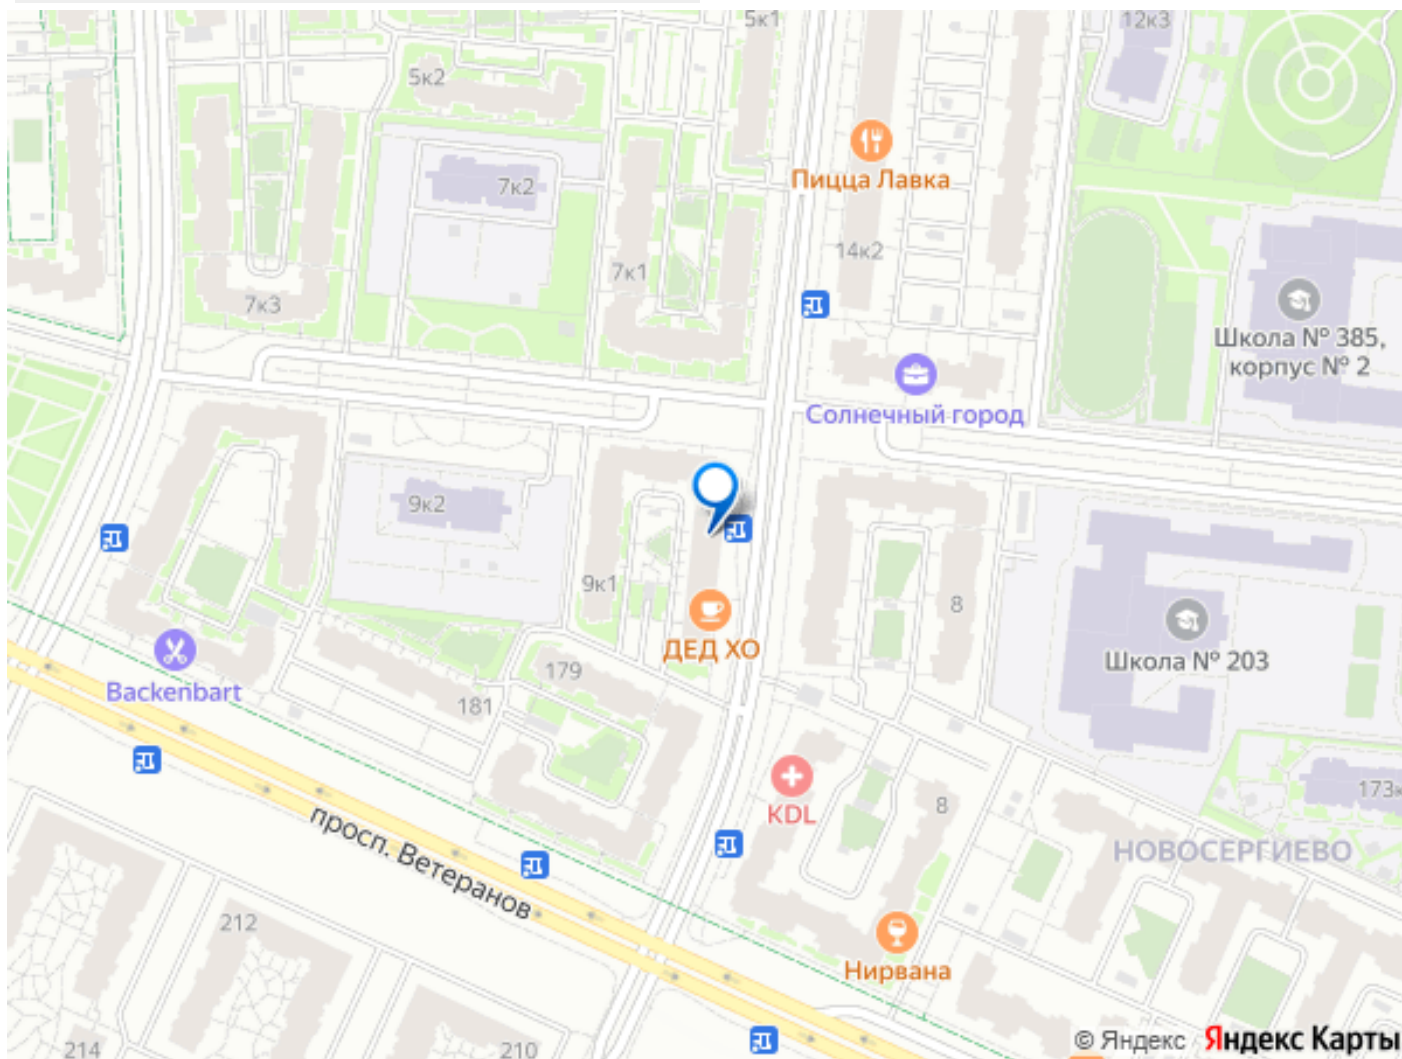 5к1
12к3
5к2
Пицца Лавка
7к2
14к2
7к1
7к3
Школа № 385,
корпус № 2
Солнечный город
9к2
9к1
8
ДЕД ХО
Школа № 203
179
Backenbart
181
173к
KDL
8
НОВОСЕРГИЕВО
просп. Ветеранов
212
Нирвана
214
210
© Яндекс Яндекс Карты